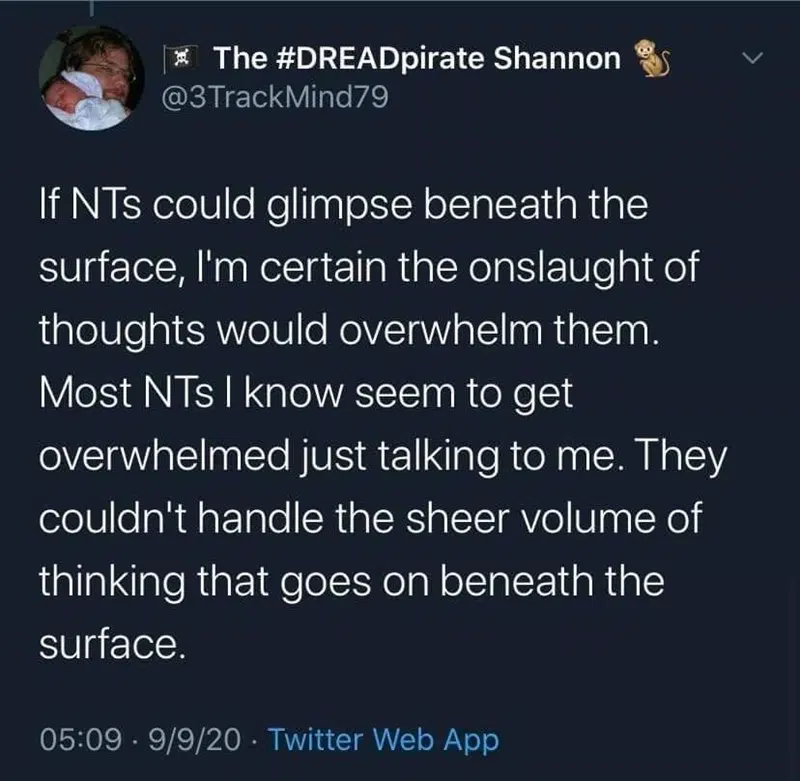 The #DREADpirate Shannon
@3TrackMind79
If NTs could glimpse beneath the
surface, I'm certain the onslaught of
thoughts would overwhelm them.
Most NTs I know seem to get
overwhelmed just talking to me. They
couldn't handle the sheer volume of
thinking that goes on beneath the
surface.
05:09 · 9/9/20 · Twitter Web App